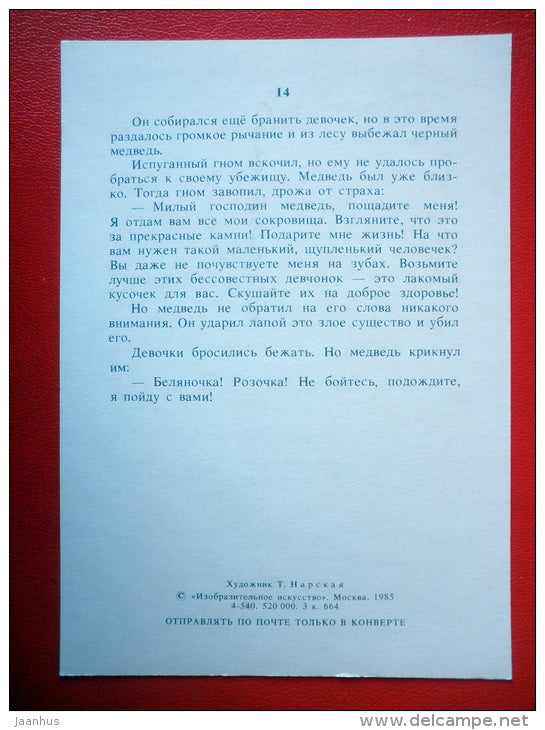 14
Он собирался ещё бранить девочек, но в это время
раздалось громкое рычание и из лесу выбежал черный
медведь.
Испуганный гном вскочил, но ему не удалось про-
браться к своему убежищу. Медведь был уже близ-
ко. Тогда гном завопил, дрожа от страха:
— Милый господин медведь, пощадите меня!
Я отдам вам все мои сокровища. Взгляните, что это
за прекрасные камни! Подарите мне жизнь! На что
вам нужен такой маленький, щупленький человечек?
Вы даже не почувствуете меня на зубах. Возьмите
лучше этих бессовестных девчонок — это лакомый
кусочек для вас. Скушайте их на доброе здоровье!
Но медведь не обратил на его слова никакого
внимания. Он ударил лапой это злое существо и убил
его.
Девочки бросились бежать. Но медведь крикнул
им:
— Беляночка! Розочка! Не бойтесь, подождите,
я пойду с вами!
Художник Т. Нарская
© «Изобразительное искусство». Москва. 1985
4-540. 520 000. 3 к. 664
ОТПРАВЛЯТЬ ПО ПОЧТЕ ТОЛЬКО В КОНВЕРТЕ
jaanhus
www.delcampe.net